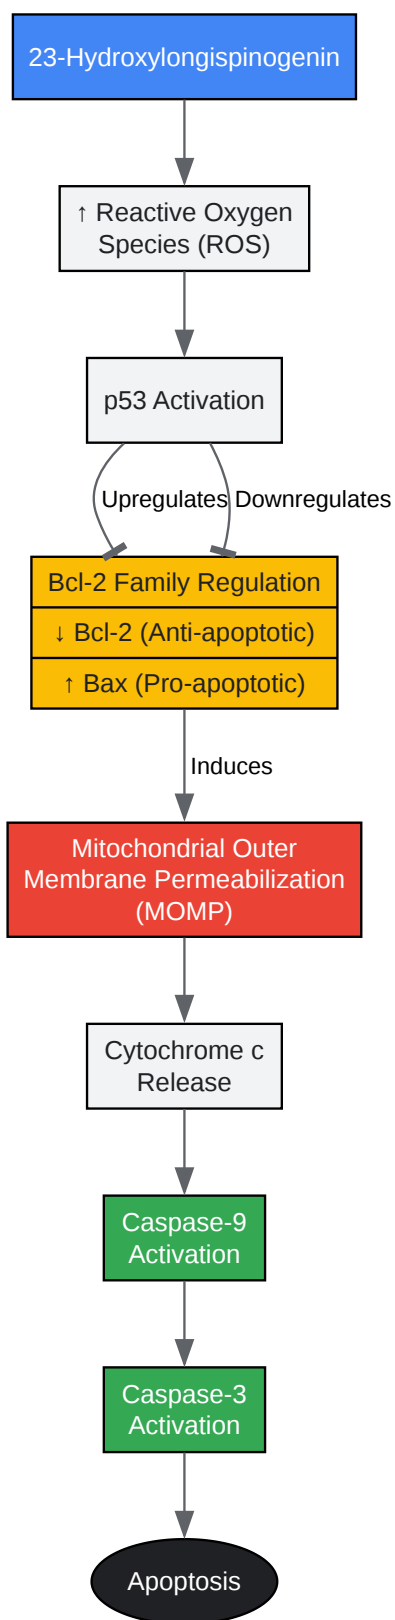 23-Hydroxylongispinogenin
↑ Reactive Oxygen
Species (ROS)
p53 Activation
Upregulates
Downregulates
Bcl-2 Family Regulation
↓ Bcl-2 (Anti-apoptotic)
↑ Bax (Pro-apoptotic)
Induces
Mitochondrial Outer
Membrane Permeabilization
(MOMP)
Cytochrome c
Release
Caspase-9
Activation
Caspase-3
Activation
Apoptosis